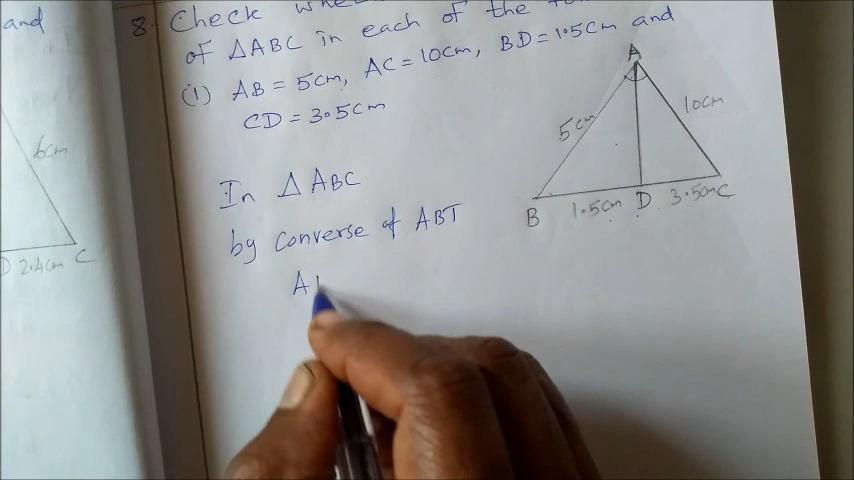 and
8. Check
of ΔABC in each of the
(i) AB = 5cm, AC = 10cm, BD = 1.5cm and
CD = 3.5cm
A
5cm
10cm
B 1.5cm D 3.5cm C
In Δ ABC
by converse of ABT
A
6cm
D 2.4cm C